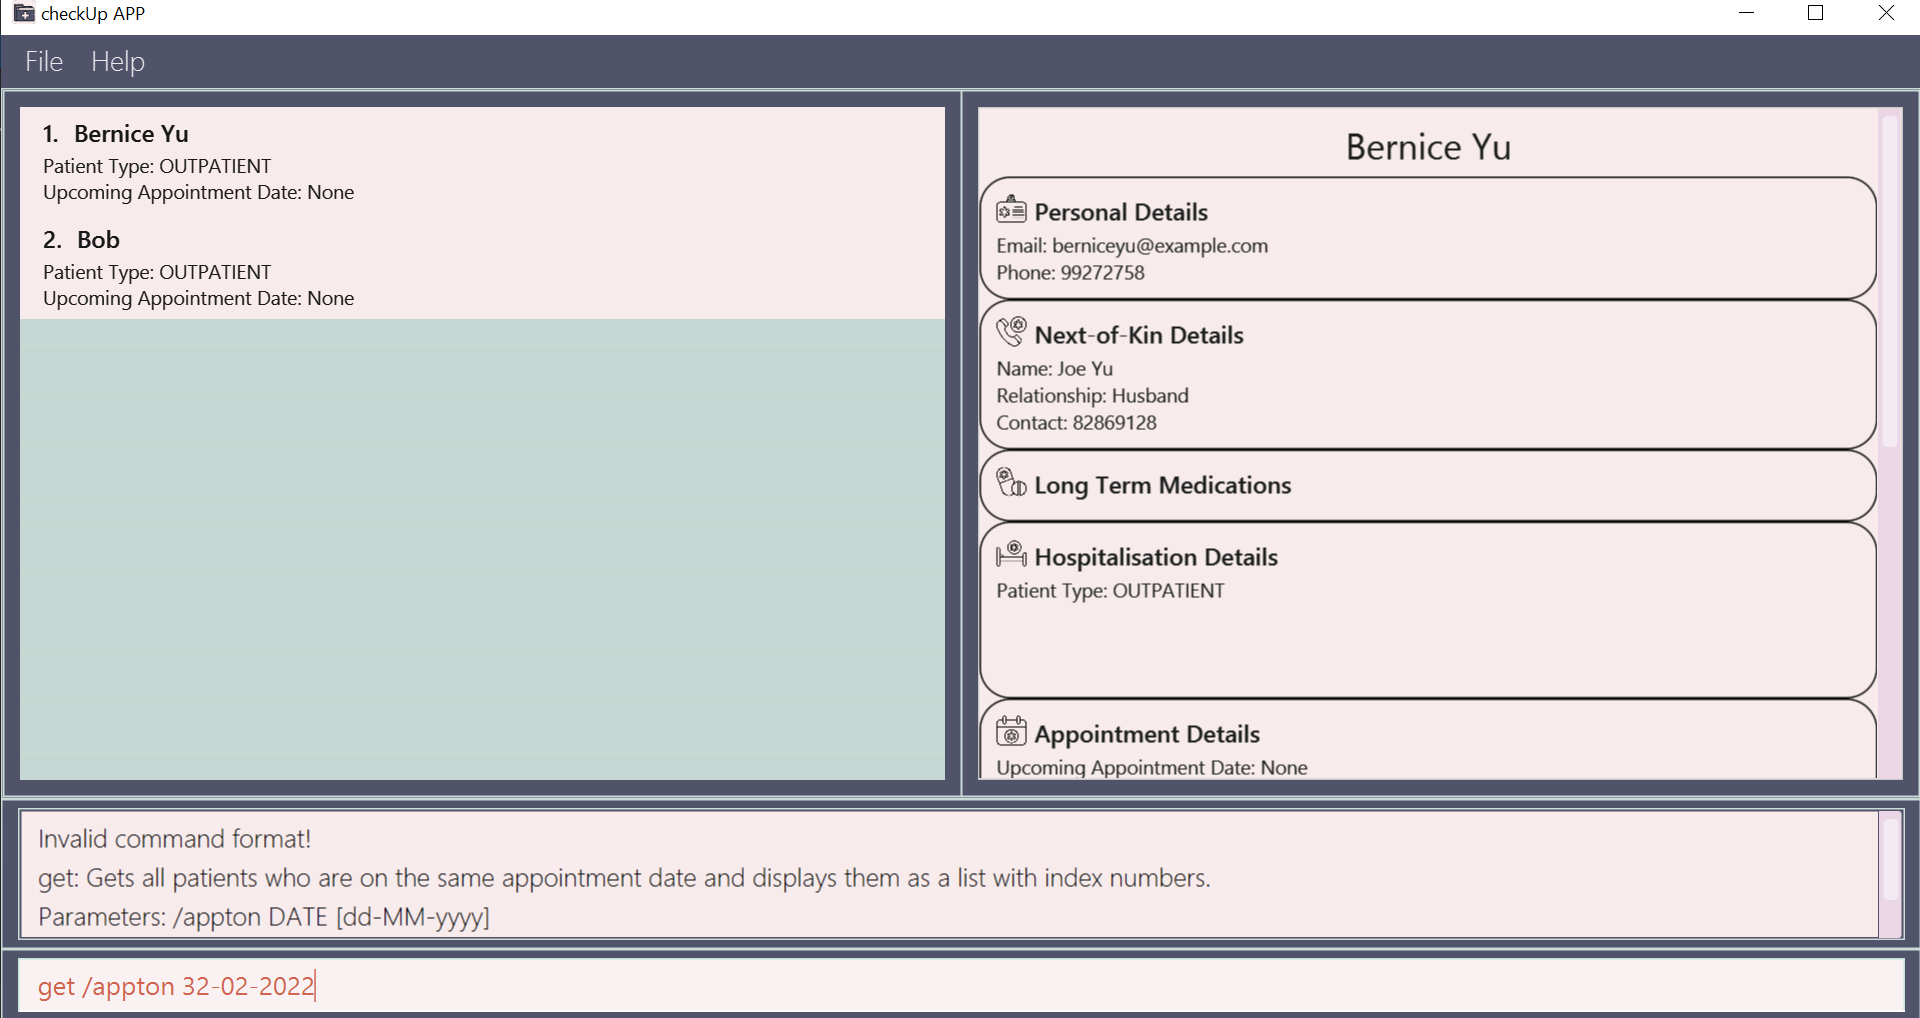 checkUp APP
File Help
1. Bernice Yu
Patient Type: OUTPATIENT
Upcoming Appointment Date: None
2. Bob
Patient Type: OUTPATIENT
Upcoming Appointment Date: None
Bernice Yu
Personal Details
Email: berniceyu@example.com
Phone: 99272758
Next-of-Kin Details
Name: Joe Yu
Relationship: Husband
Contact: 82869128
Long Term Medications
Hospitalisation Details
Patient Type: OUTPATIENT
Appointment Details
Upcoming Appointment Date: None
Invalid command format!
get: Gets all patients who are on the same appointment date and displays them as a list with index numbers.
Parameters: /appton DATE [dd-MM-yyyy]
get /appton 32-02-2022